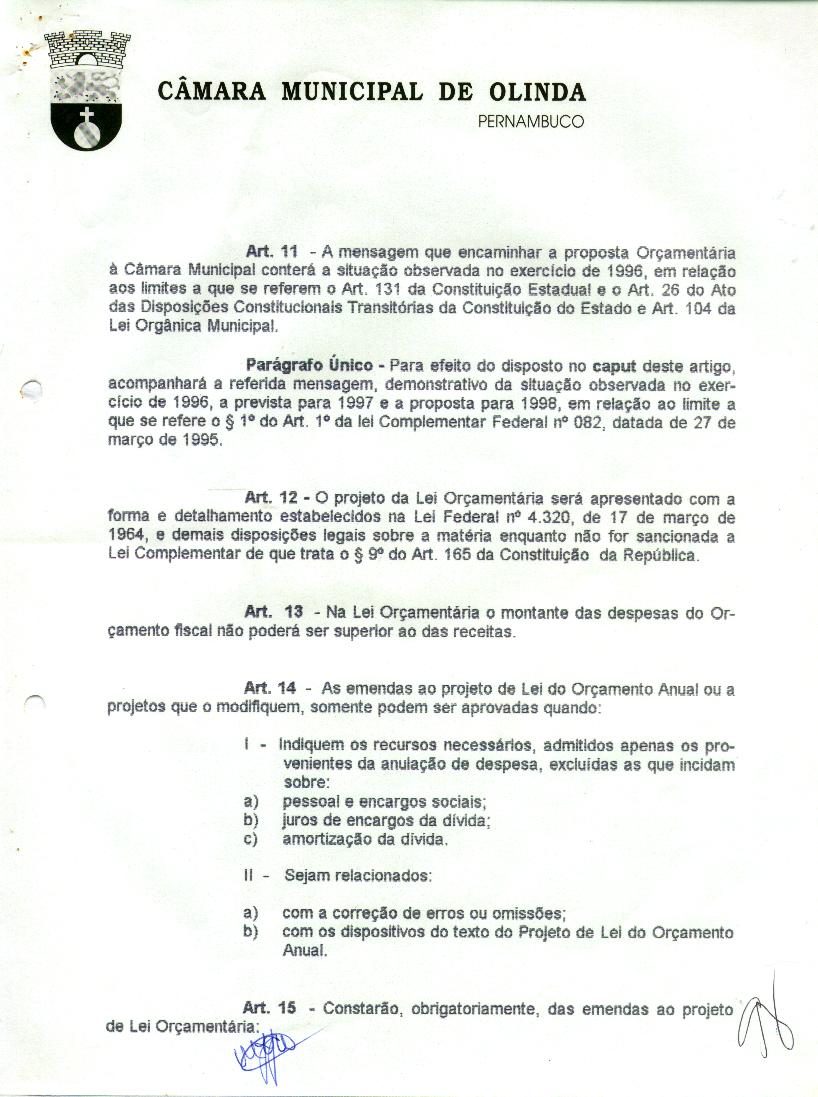 CÂMARA MUNICIPAL DE OLINDA
PERNAMBUCO
Art. 11 - A mensagem que encaminhar a proposta Orçamentária
à Câmara Municipal conterá a situação observada no exercício de 1996, em relação
aos limites a que se referem o Art. 131 da Constituição Estadual e o Art. 26 do Ato
das Disposições Constitucionais Transitórias da Constituição do Estado e Art. 104 da
Lei Orgânica Municipal.
Parágrafo Único - Para efeito do disposto no caput deste artigo,
acompanhará a referida mensagem, demonstrativo da situação observada no exer-
cício de 1996, a prevista para 1997 e a proposta para 1998, em relação ao limite a
que se refere o § 1º do Art. 1º da lei Complementar Federal nº 082, datada de 27 de
março de 1995.
Art. 12 - O projeto da Lei Orçamentária será apresentado com a
forma e detalhamento estabelecidos na Lei Federal nº 4.320, de 17 de março de
1964, e demais disposições legais sobre a matéria enquanto não for sancionada a
Lei Complementar de que trata o § 9º do Art. 165 da Constituição da República.
Art. 13 - Na Lei Orçamentária o montante das despesas do Or-
çamento fiscal não poderá ser superior ao das receitas.
Art. 14 - As emendas ao projeto de Lei do Orçamento Anual ou a
projetos que o modifiquem, somente podem ser aprovadas quando:
I - Indiquem os recursos necessários, admitidos apenas os pro-
venientes da anulação de despesa, excluídas as que incidam
sobre:
a) pessoal e encargos sociais;
b) juros de encargos da dívida;
c) amortização da dívida.
II - Sejam relacionados:
a) com a correção de erros ou omissões;
b) com os dispositivos do texto do Projeto de Lei do Orçamento
Anual.
Art. 15 - Constarão, obrigatoriamente, das emendas ao projeto
de Lei Orçamentária: